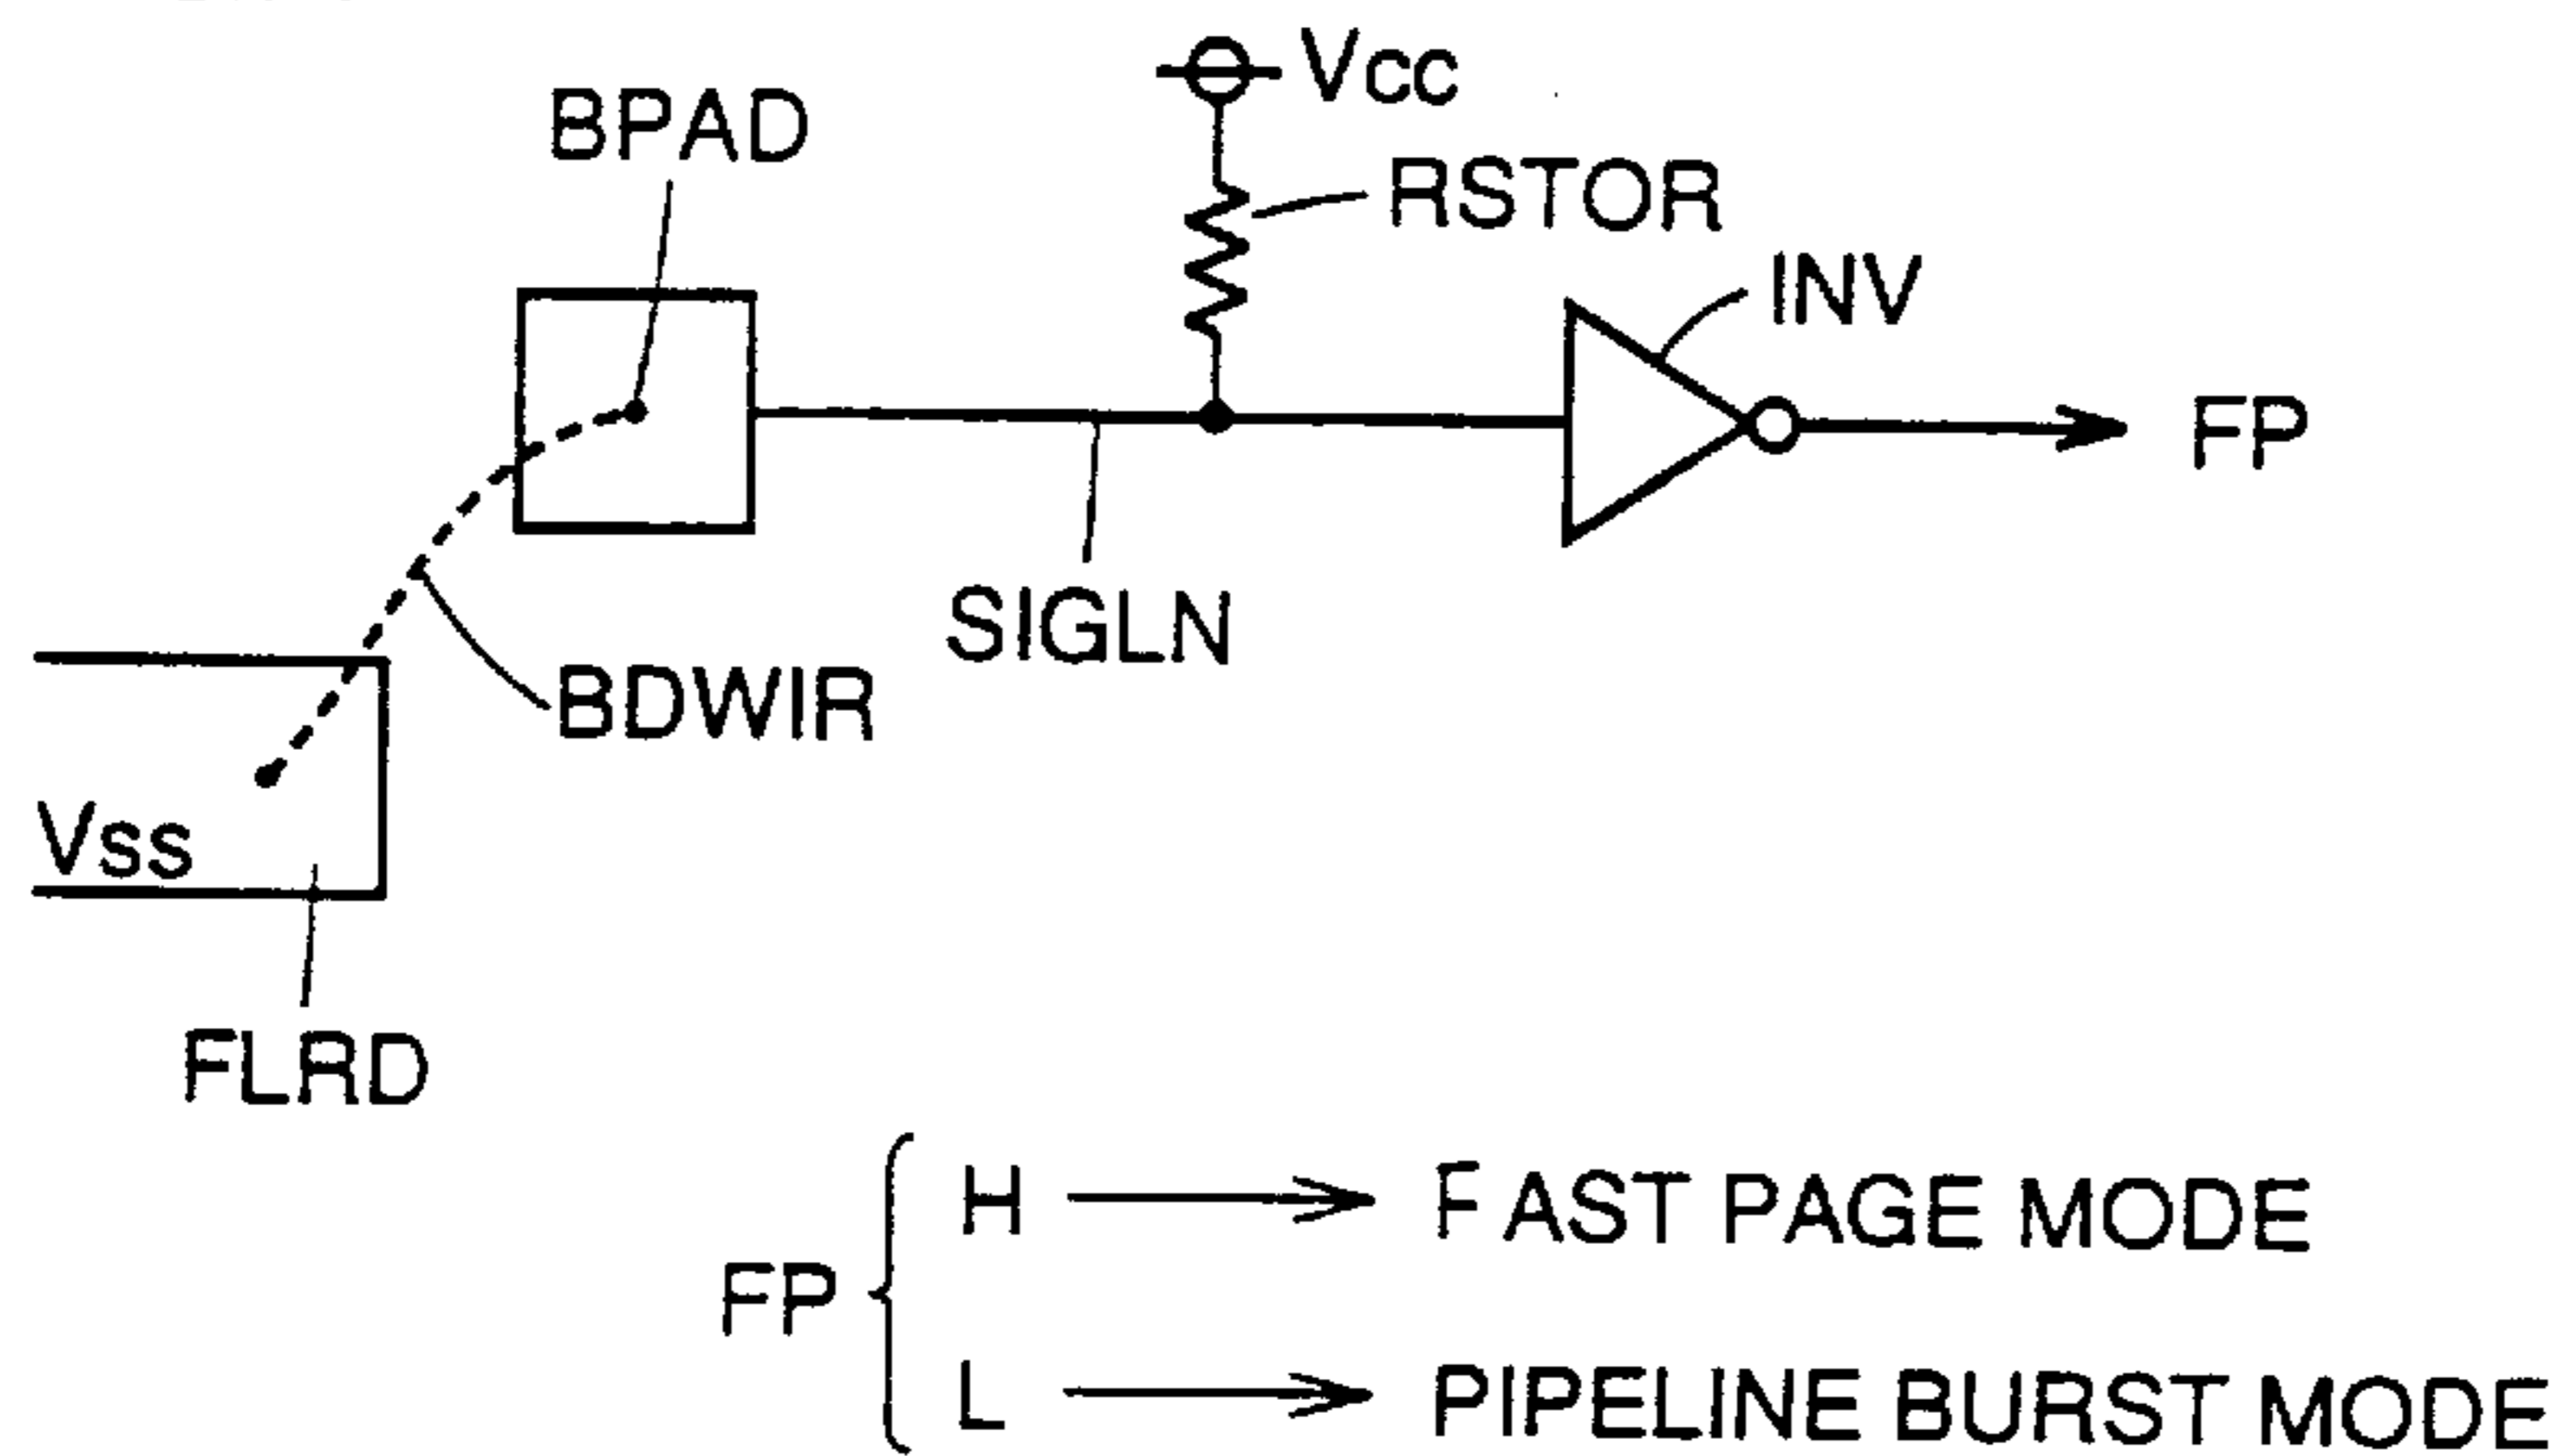 Vcc
BPAD
RSTOR
INV
FP
SIGLN
BDWIR
Vss
FLRD
FP
H FAST PAGE MODE
L PIPELINE BURST MODE